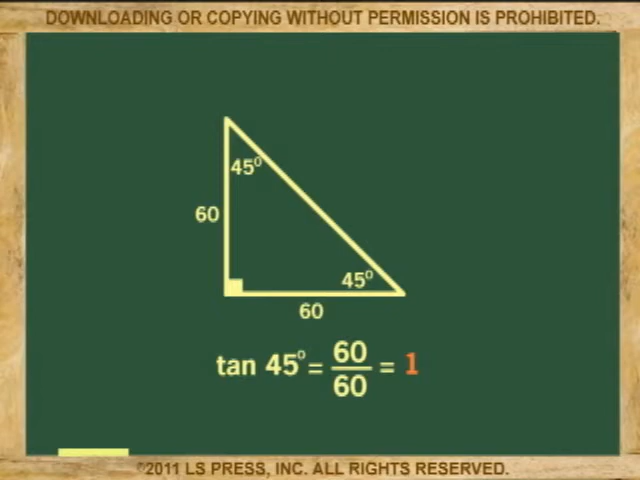 DOWNLOADING OR COPYING WITHOUT PERMISSION IS PROHIBITED.
45°
60
45°
60
tan 45° = 60/60 = 1
©2011 LS PRESS, INC. ALL RIGHTS RESERVED.